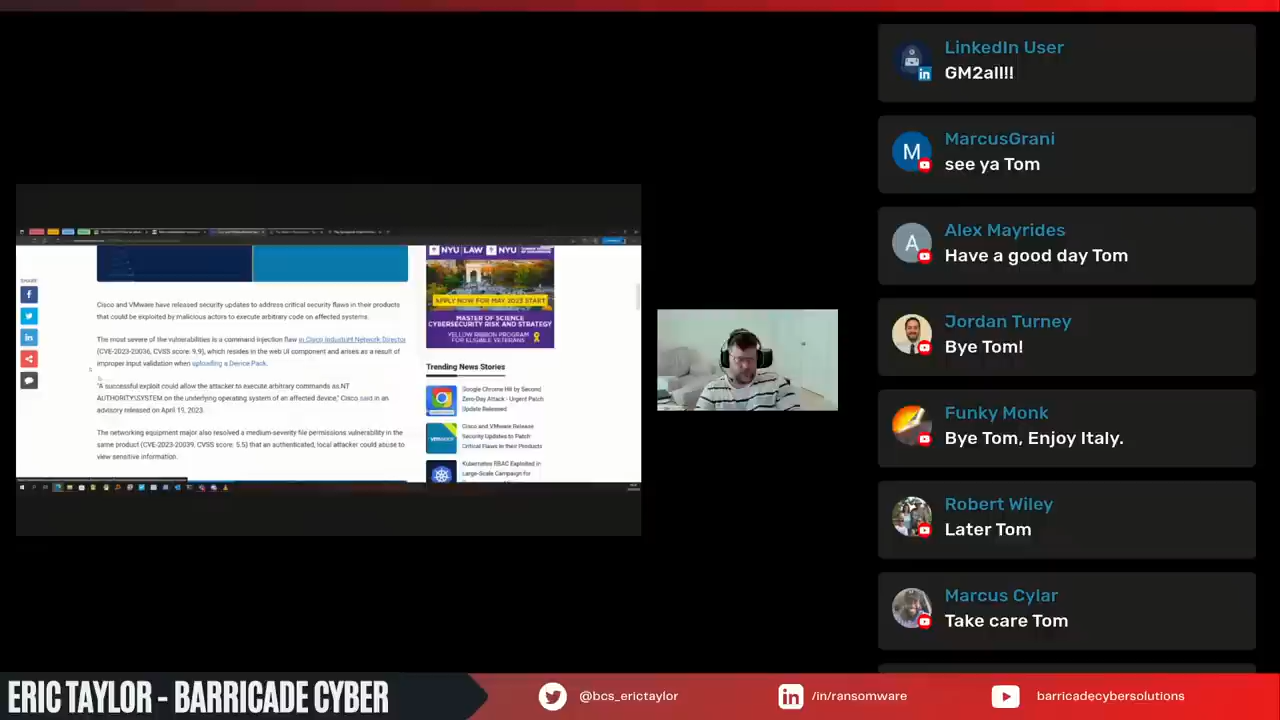 SHARE
Cisco and VMware have released security updates to address critical security flaws in their products
that could be exploited by malicious actors to execute arbitrary code on affected systems.
The most severe of the vulnerabilities is a command injection flaw in Cisco Industrial Network Director
(CVE-2023-20036, CVSS score: 9.9), which resides in the web UI component and arises as a result of
improper input validation when uploading a Device Pack.
"A successful exploit could allow the attacker to execute arbitrary commands as NT
AUTHORITY\SYSTEM on the underlying operating system of an affected device," Cisco said in an
advisory released on April 19, 2023.
The networking equipment major also resolved a medium-severity file permissions vulnerability in the
same product (CVE-2023-20039, CVSS score: 5.5) that an authenticated, local attacker could abuse to
view sensitive information.
NYU LAW NYU
APPLY NOW FOR MAY 2023 START
MASTER OF SCIENCE
CYBERSECURITY RISK AND STRATEGY
YELLOW RIBBON PROGRAM
FOR ELIGIBLE VETERANS
Trending News Stories
Google Chrome Hit by Second
Zero-Day Attack - Urgent Patch
Update Released
Cisco and VMware Release
Security Updates to Patch
Critical Flaws in their Products
Kubernetes RBAC Exploited in
Large-Scale Campaign for
LinkedIn User
GM2all!!
M
MarcusGrani
see ya Tom
A
Alex Mayrides
Have a good day Tom
Jordan Turney
Bye Tom!
Funky Monk
Bye Tom, Enjoy Italy.
Robert Wiley
Later Tom
Marcus Cylar
Take care Tom
ERIC TAYLOR - BARRICADE CYBER
@bcs_erictaylor
/in/ransomware
barricadecybersolutions